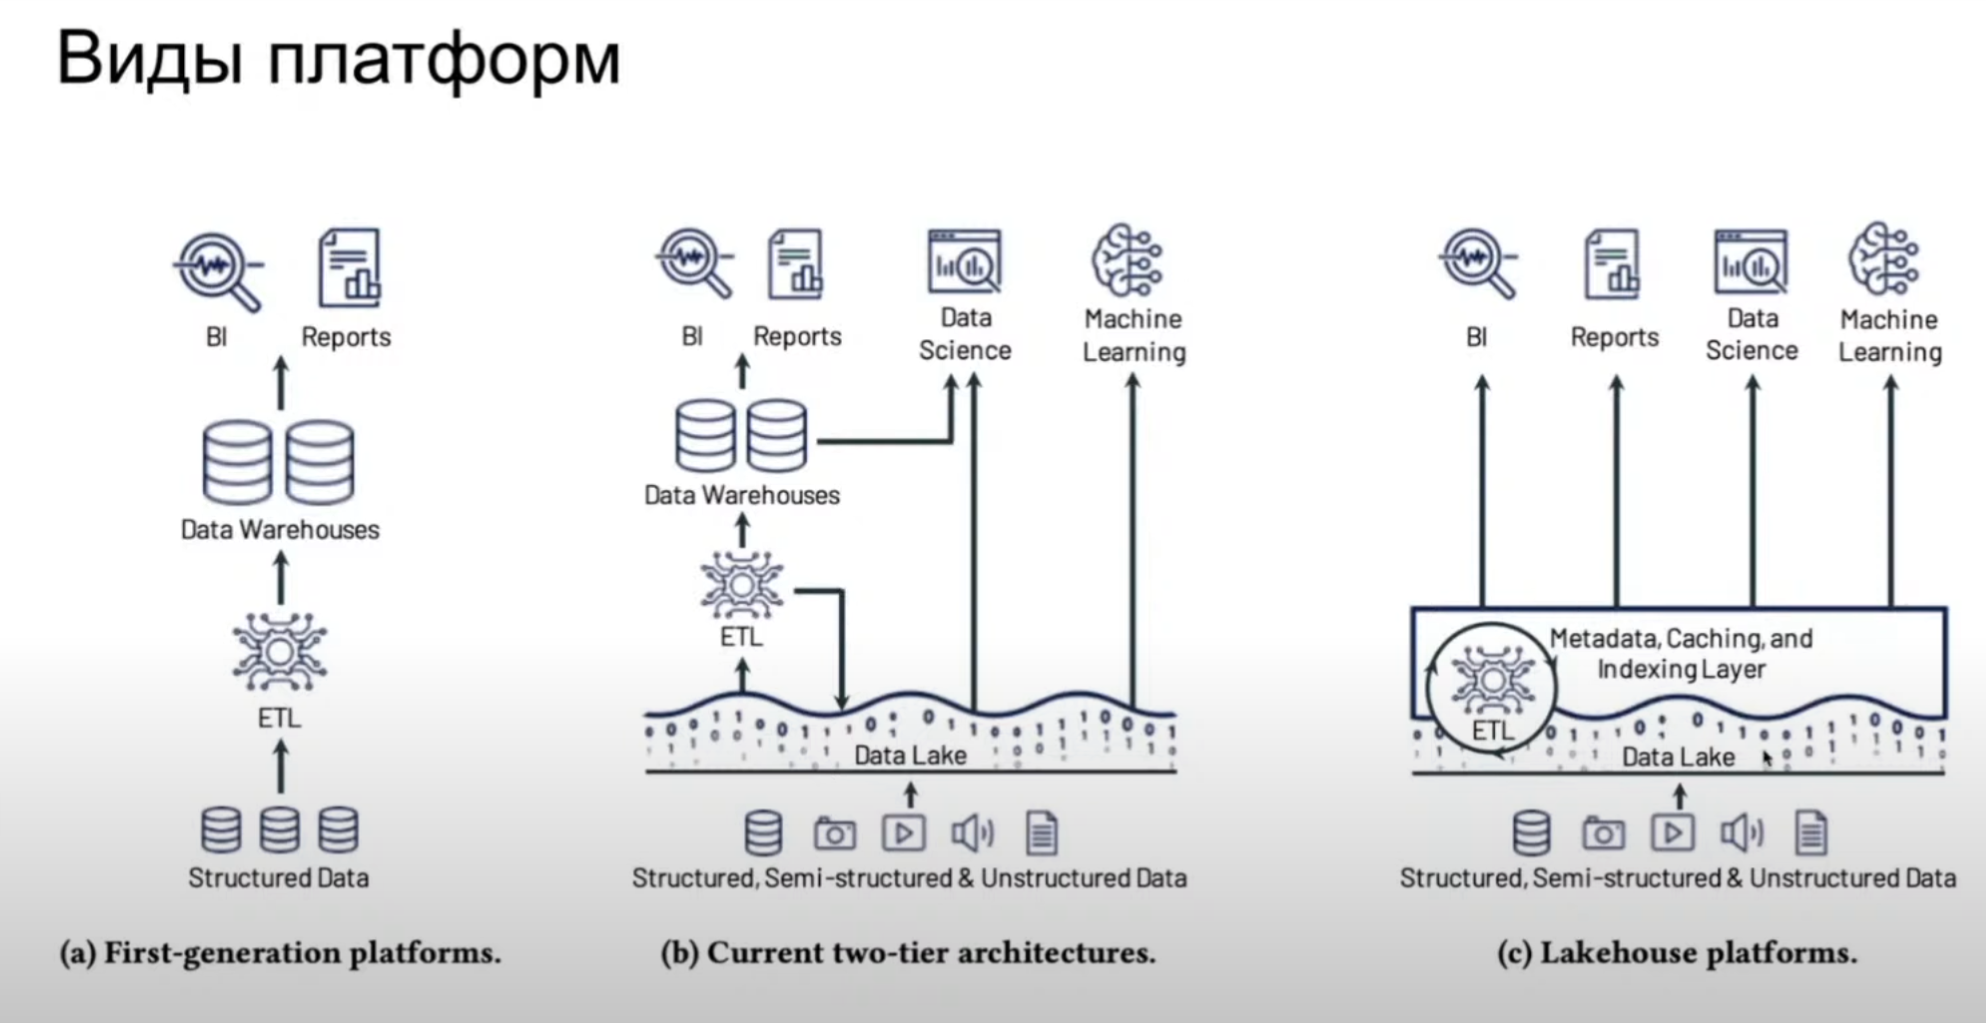 Виды платформ
BI
Reports
Data Warehouses
ETL
Structured Data
(a) First-generation platforms.
BI
Reports
Data
Science
Machine
Learning
Data Warehouses
ETL
Data Lake
Structured, Semi-structured & Unstructured Data
(b) Current two-tier architectures.
BI
Reports
Data
Science
Machine
Learning
Metadata, Caching, and
Indexing Layer
ETL
Data Lake
Structured, Semi-structured & Unstructured Data
(c) Lakehouse platforms.